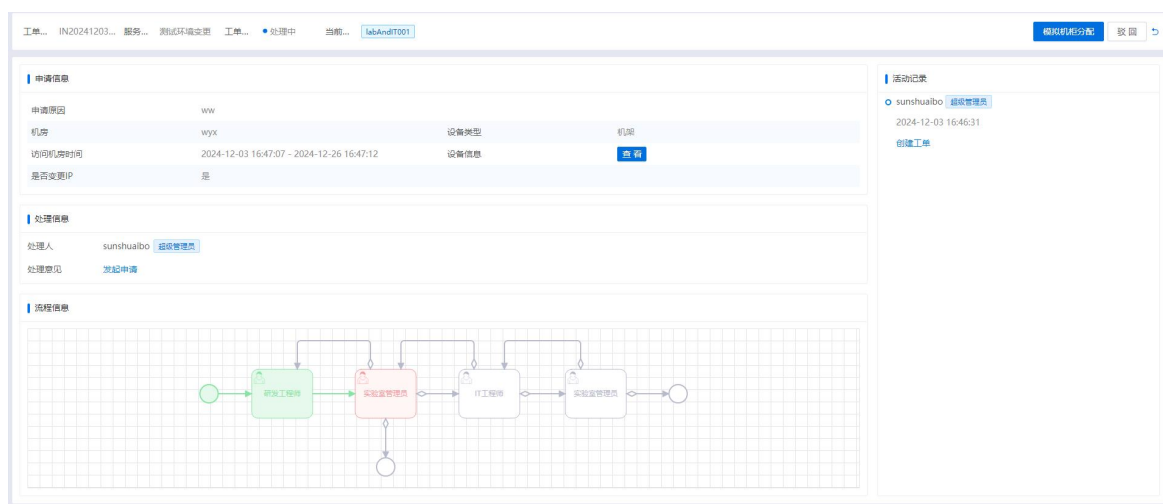 工单... IN20241203... 服务... 测试环境变更 工单... 处理中 当前... labAndIT001 模拟机柜分配 驳回
申请信息
申请原因 ww
机房 wyx 设备类型 机架
访问机房时间 2024-12-03 16:47:07 ~ 2024-12-26 16:47:12 设备信息 查看
是否变更IP 是
处理信息
处理人 sunshuaibo 超级管理员
处理意见 发起申请
流程信息
研发工程师 实验室管理员 IT工程师 实验室管理员
活动记录
sunshuaibo 超级管理员
2024-12-03 16:46:31
创建工单